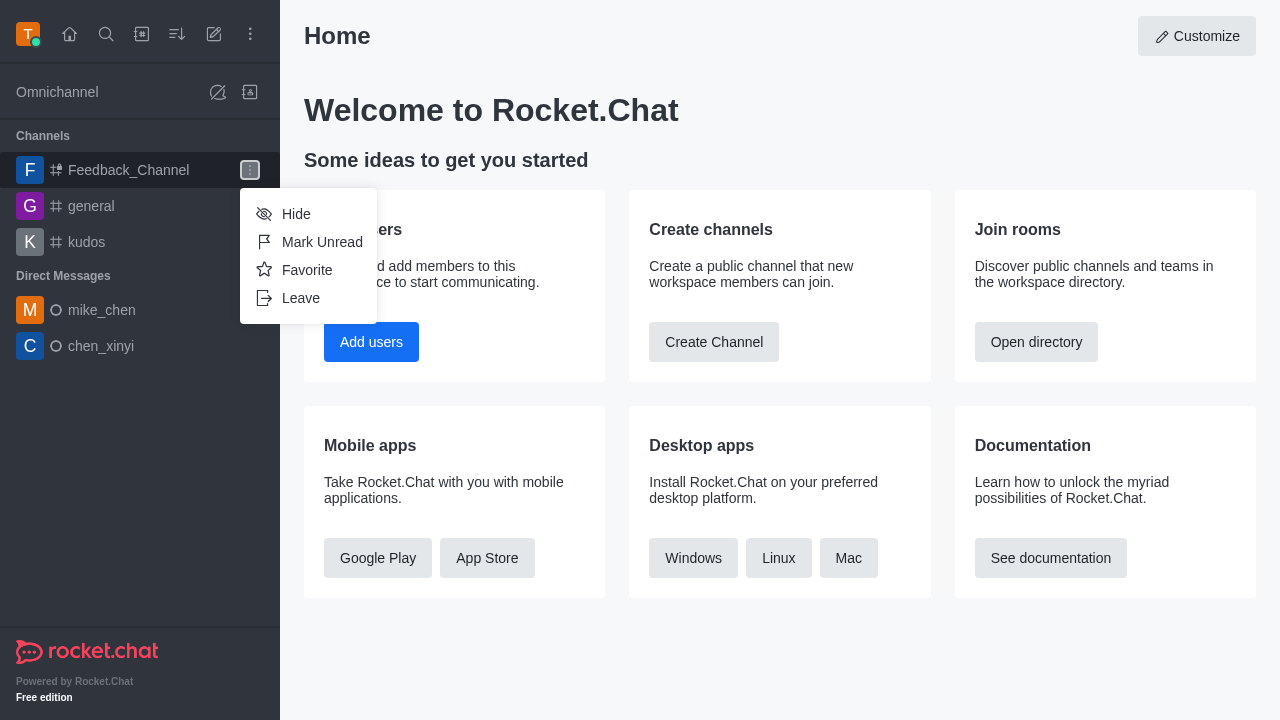 T
Home
Customize
Omnichannel
Welcome to Rocket.Chat
Channels
Some ideas to get you started
F Feedback_Channel
G general
K kudos
Direct Messages
M mike_chen
C chen_xinyi
Hide
Mark Unread
Favorite
Leave
ers
d add members to this
ce to start communicating.
Add users
Create channels
Create a public channel that new
workspace members can join.
Create Channel
Join rooms
Discover public channels and teams in
the workspace directory.
Open directory
Mobile apps
Take Rocket.Chat with you with mobile
applications.
Google Play App Store
Desktop apps
Install Rocket.Chat on your preferred
desktop platform.
Windows Linux Mac
Documentation
Learn how to unlock the myriad
possibilities of Rocket.Chat.
See documentation
rocket.chat
Powered by Rocket.Chat
Free edition